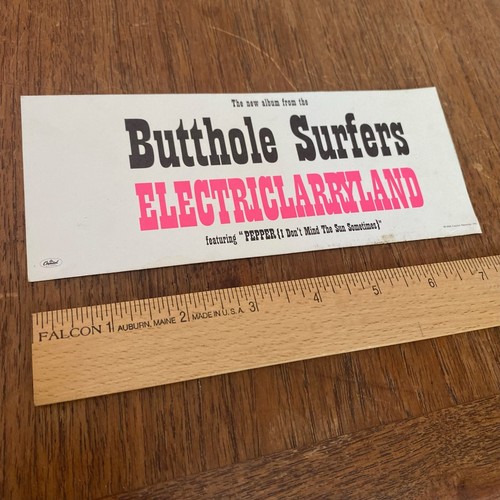 The new album from the
Butthole Surfers
ELECTRICLARRYLAND
featuring "PEPPER (I Don't Mind The Sun Sometimes)"
Capitol
FALCON 1 AUBURN, MAINE 2 MADE IN U.S.A. 3 4 5 6 7